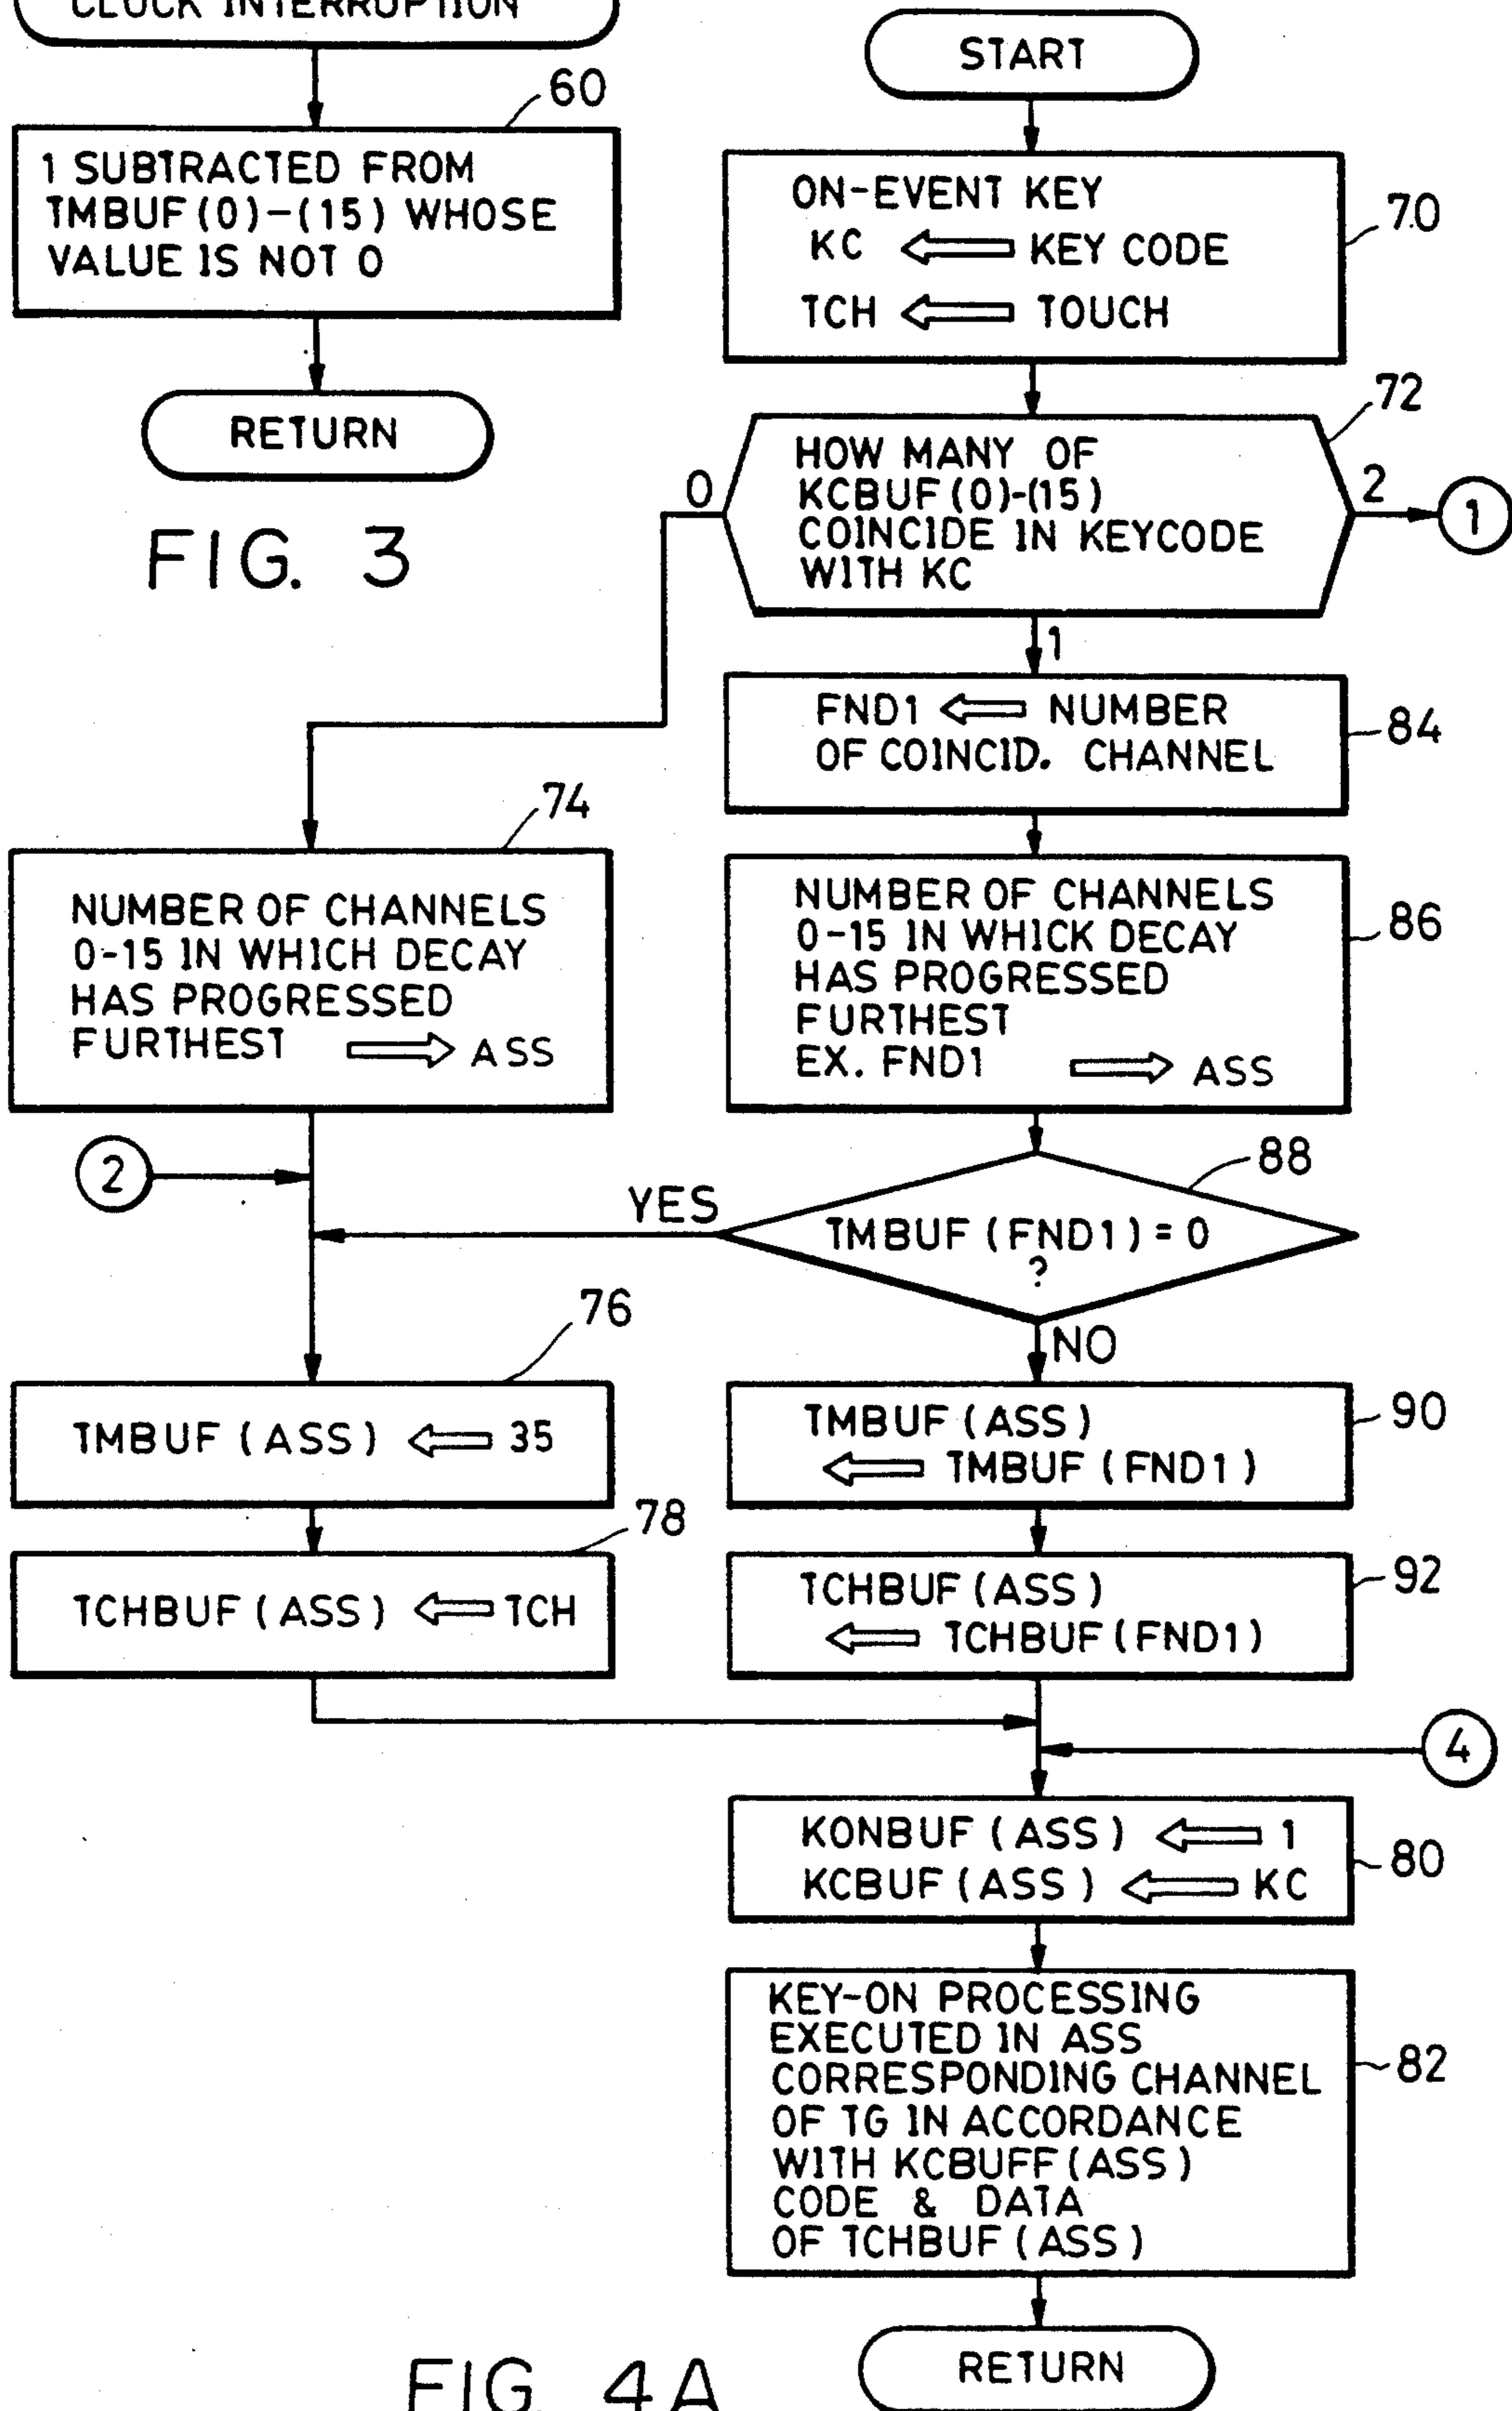 CLOCK INTERRUPTION
60
1 SUBTRACTED FROM
TMBUF(0)-(15) WHOSE
VALUE IS NOT 0
RETURN
FIG. 3
START
ON-EVENT KEY
KC ⇐ KEY CODE
TCH ⇐ TOUCH
70
72
HOW MANY OF
KCBUF(0)-(15)
COINCIDE IN KEYCODE
WITH KC
0
2
1
1
FND1 ⇐ NUMBER
OF COINCID. CHANNEL
84
74
NUMBER OF CHANNELS
0-15 IN WHICH DECAY
HAS PROGRESSED
FURTHEST ⇒ ASS
NUMBER OF CHANNELS
0-15 IN WHICK DECAY
HAS PROGRESSED
FURTHEST
EX. FND1 ⇒ ASS
86
2
88
YES
TMBUF (FND1) = 0
?
NO
76
TMBUF (ASS) ⇐ 35
TMBUF (ASS)
⇐ TMBUF (FND1)
90
78
TCHBUF (ASS) ⇐ TCH
TCHBUF (ASS)
⇐ TCHBUF (FND1)
92
4
KONBUF (ASS) ⇐ 1
KCBUF (ASS) ⇐ KC
80
KEY-ON PROCESSING
EXECUTED IN ASS
CORRESPONDING CHANNEL
OF TG IN ACCORDANCE
WITH KCBUFF (ASS)
CODE & DATA
OF TCHBUF (ASS)
82
RETURN
FIG. 4A